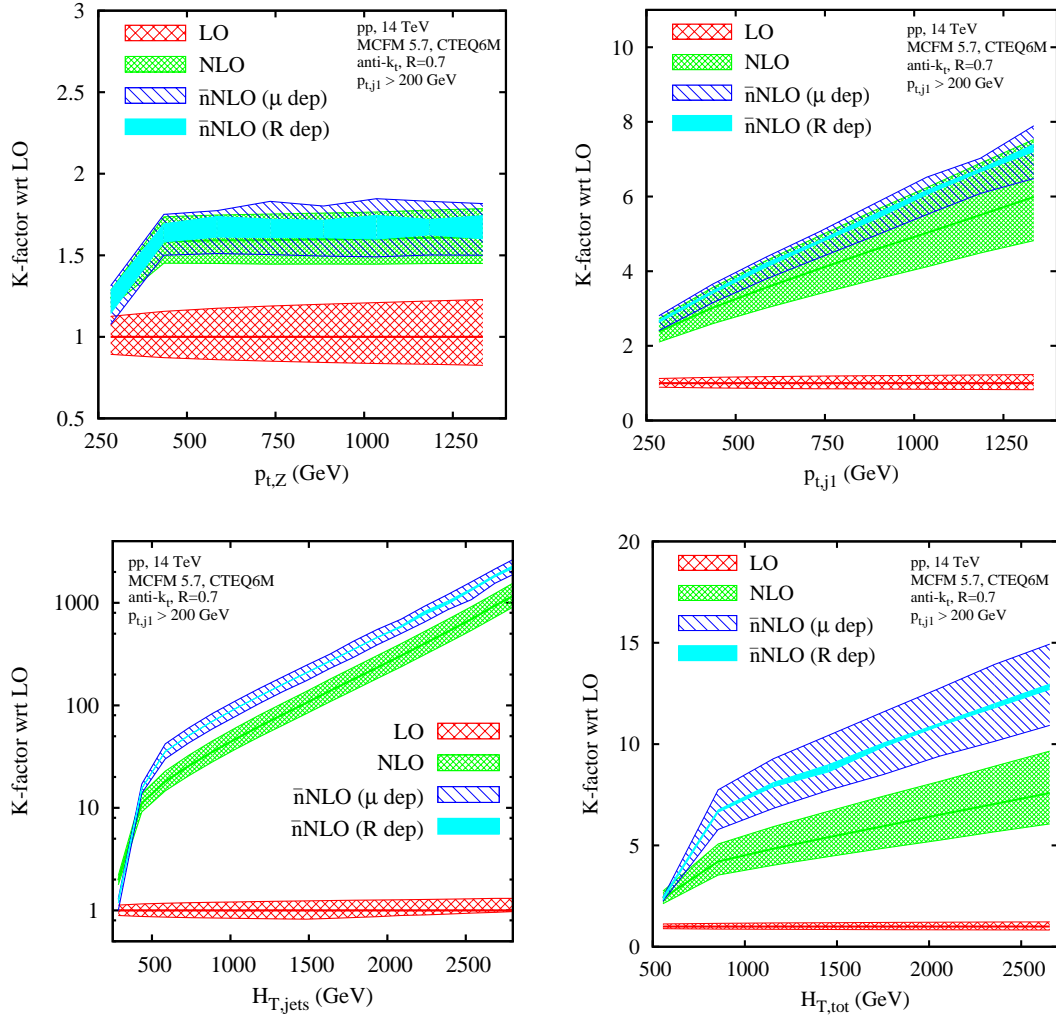 LO
NLO
n̄NLO (μ dep)
n̄NLO (R dep)
pp, 14 TeV
MCFM 5.7, CTEQ6M
anti-kt, R=0.7
pt,j1 > 200 GeV
K-factor wrt LO
3
2.5
2
1.5
1
0.5
250 500 750 1000 1250
pt,Z (GeV)
LO
NLO
n̄NLO (μ dep)
n̄NLO (R dep)
pp, 14 TeV
MCFM 5.7, CTEQ6M
anti-kt, R=0.7
pt,j1 > 200 GeV
K-factor wrt LO
10
8
6
4
2
0
250 500 750 1000 1250
pt,j1 (GeV)
pp, 14 TeV
MCFM 5.7, CTEQ6M
anti-kt, R=0.7
pt,j1 > 200 GeV
LO
NLO
n̄NLO (μ dep)
n̄NLO (R dep)
K-factor wrt LO
1000
100
10
1
500 1000 1500 2000 2500
HT,jets (GeV)
LO
NLO
n̄NLO (μ dep)
n̄NLO (R dep)
pp, 14 TeV
MCFM 5.7, CTEQ6M
anti-kt, R=0.7
pt,j1 > 200 GeV
K-factor wrt LO
20
15
10
5
0
500 1000 1500 2000 2500
HT,tot (GeV)